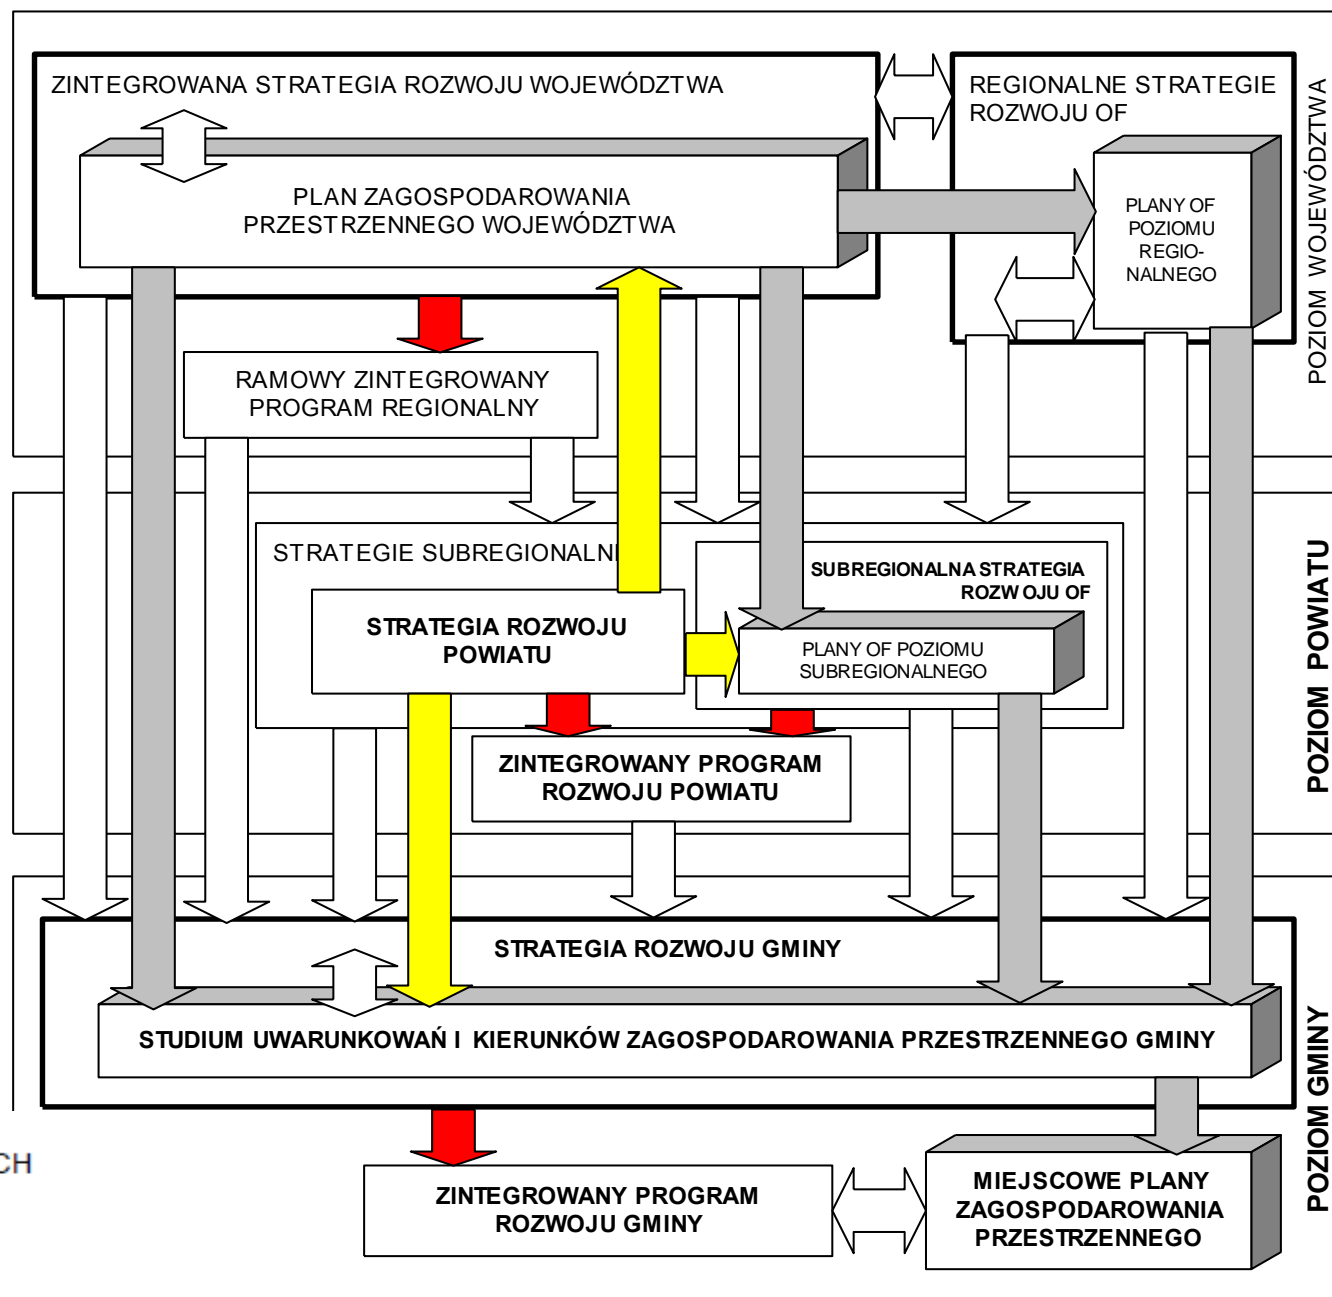 ZINTEGROWANA STRATEGIA ROZWOJU WOJEWÓDZTWA
REGIONALNE STRATEGIE
ROZWOJU OF
PLAN ZAGOSPODAROWANIA
PRZESTRZENNEGO WOJEWÓDZTWA
PLANY OF
POZIOMU
REGIO-
NALNEGO
POZIOM WOJEWÓDZTWA
RAMOWY ZINTEGROWANY
PROGRAM REGIONALNY
STRATEGIE SUBREGIONALN
SUBREGIONALNA STRATEGIA
ROZWOJU OF
STRATEGIA ROZWOJU
POWIATU
PLANY OF POZIOMU
SUBREGIONALNEGO
POZIOM POWIATU
ZINTEGROWANY PROGRAM
ROZWOJU POWIATU
STRATEGIA ROZWOJU GMINY
STUDIUM UWARUNKOWAŃ I KIERUNKÓW ZAGOSPODAROWANIA PRZESTRZENNEGO GMINY
POZIOM GMINY
CH
ZINTEGROWANY PROGRAM
ROZWOJU GMINY
MIEJSCOWE PLANY
ZAGOSPODAROWANIA
PRZESTRZENNEGO